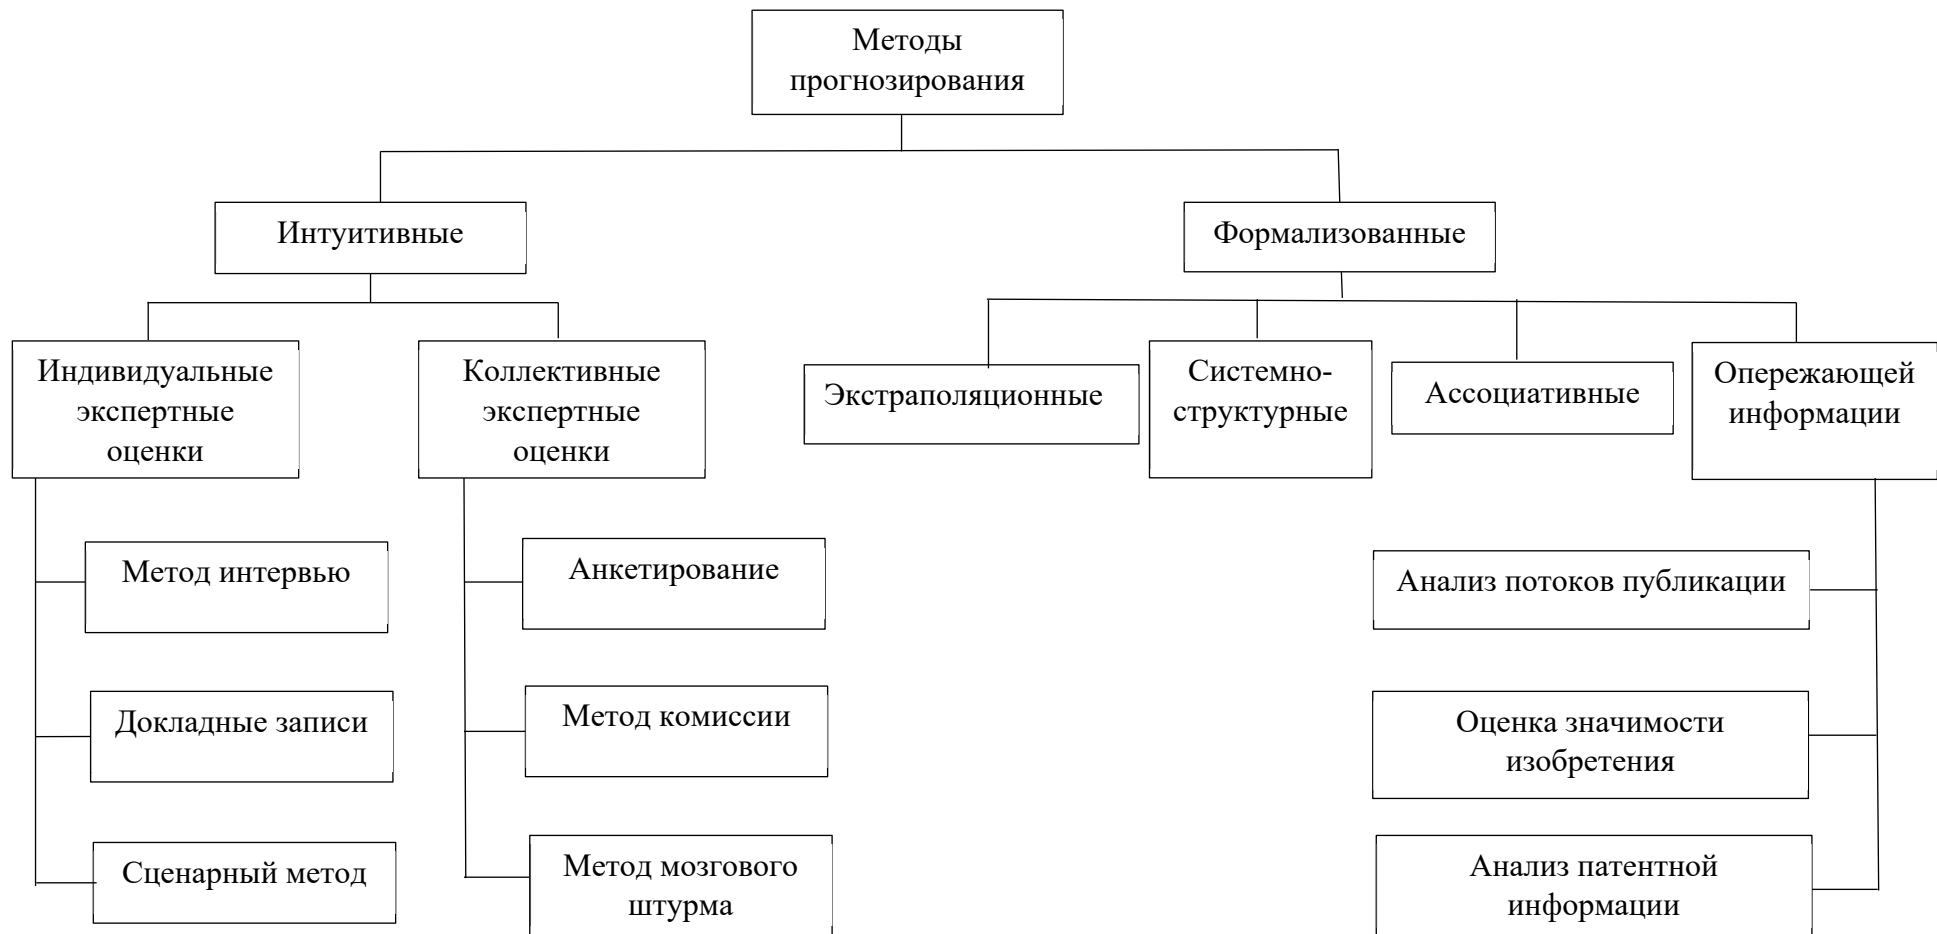 Методы
прогнозирования
Интуитивные
Формализованные
Индивидуальные
экспертные
оценки
Коллективные
экспертные
оценки
Экстраполяционные
Системно-
структурные
Ассоциативные
Опережающей
информации
Метод интервью
Анкетирование
Анализ потоков публикации
Докладные записи
Метод комиссии
Оценка значимости
изобретения
Сценарный метод
Метод мозгового
штурма
Анализ патентной
информации